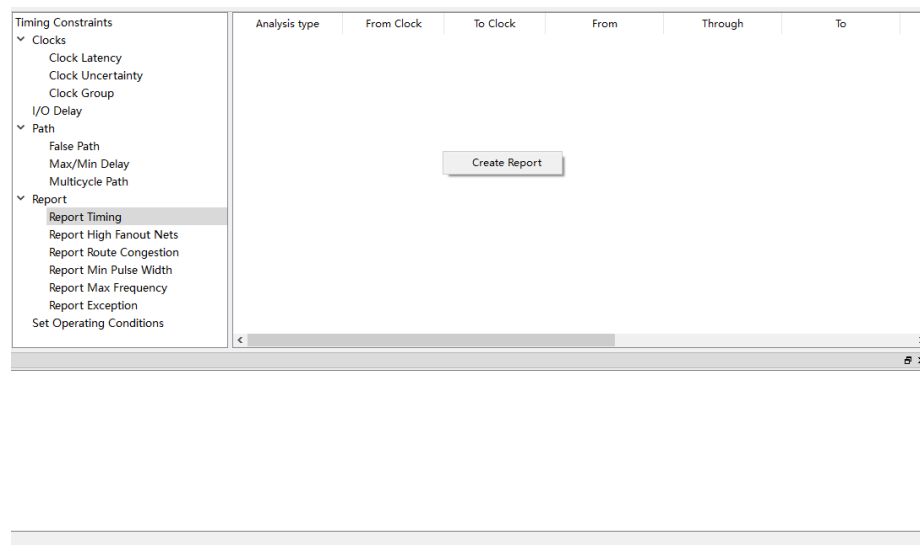 Timing Constraints
Clocks
Clock Latency
Clock Uncertainty
Clock Group
I/O Delay
Path
False Path
Max/Min Delay
Multicycle Path
Report
Report Timing
Report High Fanout Nets
Report Route Congestion
Report Min Pulse Width
Report Max Frequency
Report Exception
Set Operating Conditions
Analysis type From Clock To Clock From Through To
Create Report